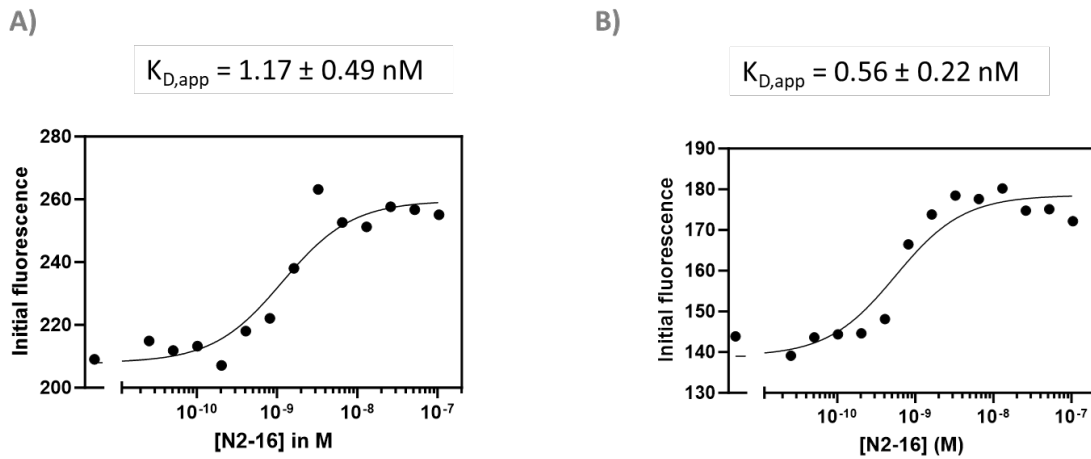 A)
K_D,app = 1.17 ± 0.49 nM
Initial fluorescence
280
260
240
220
200
10⁻¹⁰
10⁻⁹
10⁻⁸
10⁻⁷
[N2-16] in M
B)
K_D,app = 0.56 ± 0.22 nM
Initial fluorescence
190
180
170
160
150
140
130
10⁻¹⁰
10⁻⁹
10⁻⁸
10⁻⁷
[N2-16] (M)